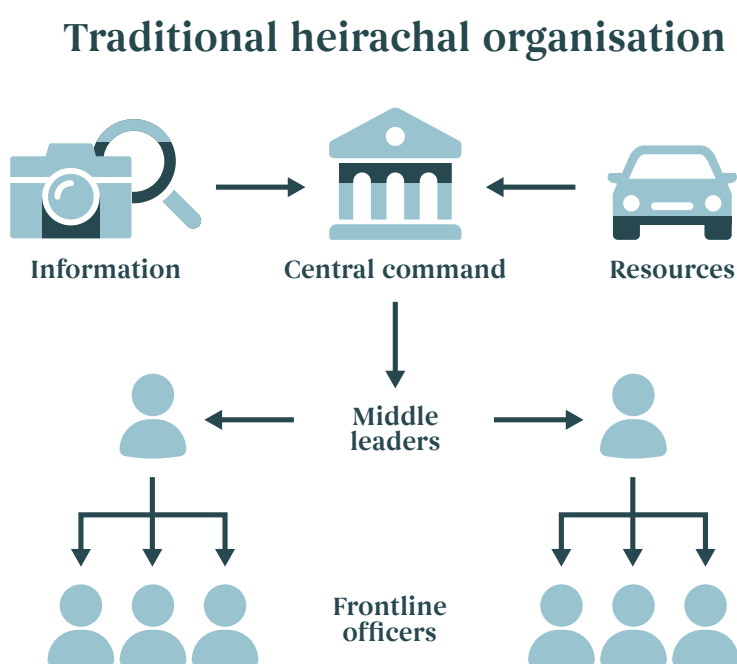 Traditional heirachal organisation
Information
Central command
Resources
Middle
leaders
Frontline
officers